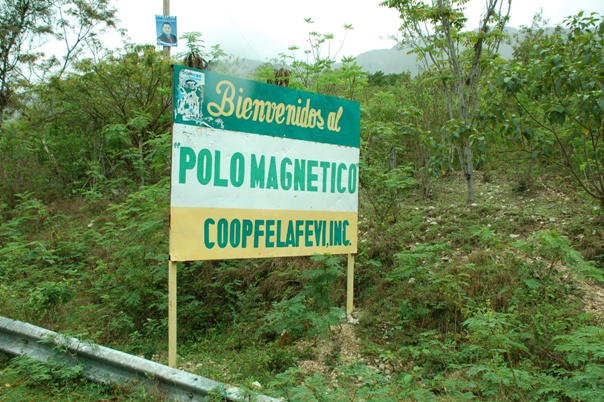 Bienvenidos al
"POLO MAGNETICO
COOPFELAFEVI, INC.